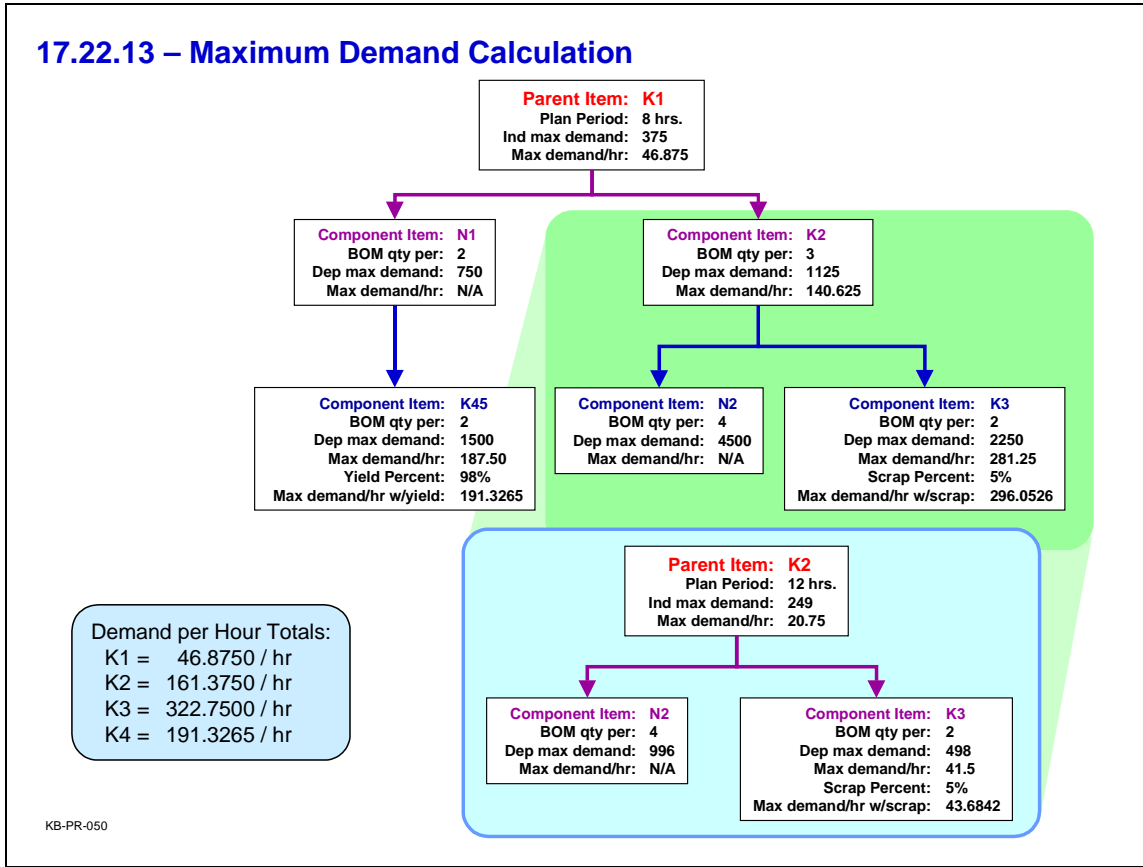 17.22.13 – Maximum Demand Calculation
Parent Item: K1
Plan Period: 8 hrs.
Ind max demand: 375
Max demand/hr: 46.875
Component Item: N1
BOM qty per: 2
Dep max demand: 750
Max demand/hr: N/A
Component Item: K2
BOM qty per: 3
Dep max demand: 1125
Max demand/hr: 140.625
Component Item: K45
BOM qty per: 2
Dep max demand: 1500
Max demand/hr: 187.50
Yield Percent: 98%
Max demand/hr w/yield: 191.3265
Component Item: N2
BOM qty per: 4
Dep max demand: 4500
Max demand/hr: N/A
Component Item: K3
BOM qty per: 2
Dep max demand: 2250
Max demand/hr: 281.25
Scrap Percent: 5%
Max demand/hr w/scrap: 296.0526
Parent Item: K2
Plan Period: 12 hrs.
Ind max demand: 249
Max demand/hr: 20.75
Demand per Hour Totals:
K1 = 46.8750 / hr
K2 = 161.3750 / hr
K3 = 322.7500 / hr
K4 = 191.3265 / hr
Component Item: N2
BOM qty per: 4
Dep max demand: 996
Max demand/hr: N/A
Component Item: K3
BOM qty per: 2
Dep max demand: 498
Max demand/hr: 41.5
Scrap Percent: 5%
Max demand/hr w/scrap: 43.6842
KB-PR-050